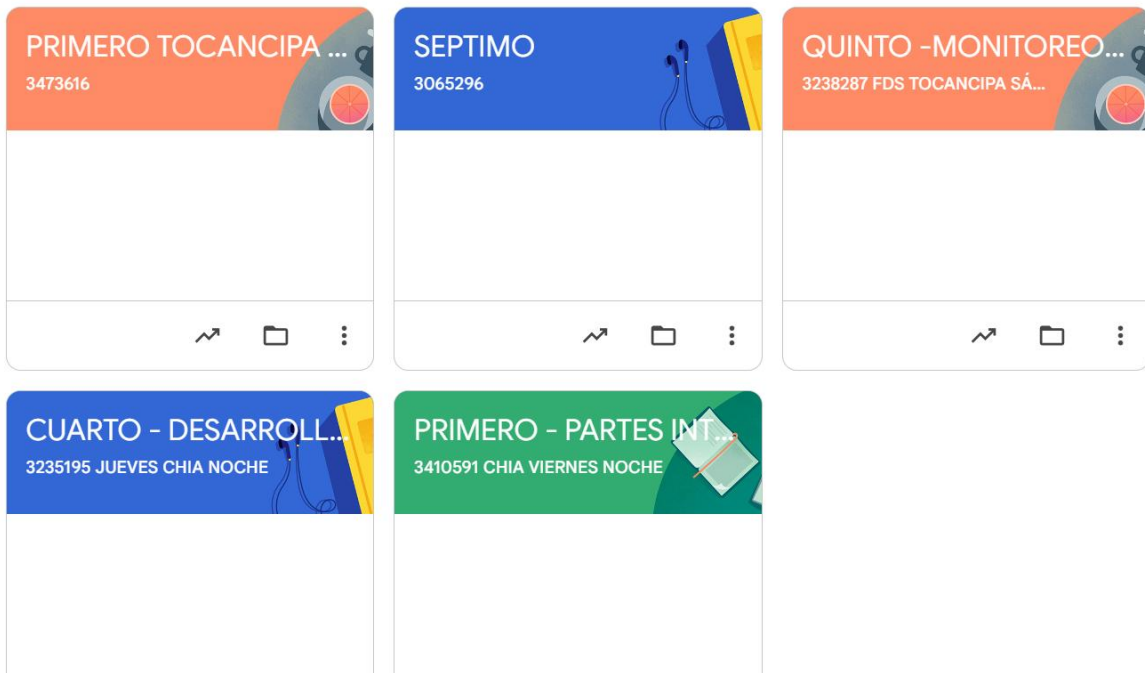 PRIMERO TOCANCIPA ...
3473616
SEPTIMO
3065296
QUINTO -MONITOREO...
3238287 FDS TOCANCIPA SÁ...
CUARTO - DESARROLL...
3235195 JUEVES CHIA NOCHE
PRIMERO - PARTES INT...
3410591 CHIA VIERNES NOCHE